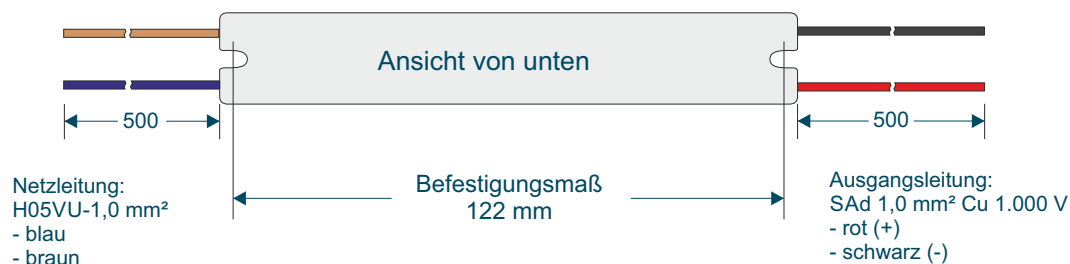 Ansicht von unten
500
500
Befestigungsmaß
122 mm
Netzleitung:
H05VU-1,0 mm²
- blau
- braun
Ausgangsleitung:
SAd 1,0 mm² Cu 1.000 V
- rot (+)
- schwarz (-)